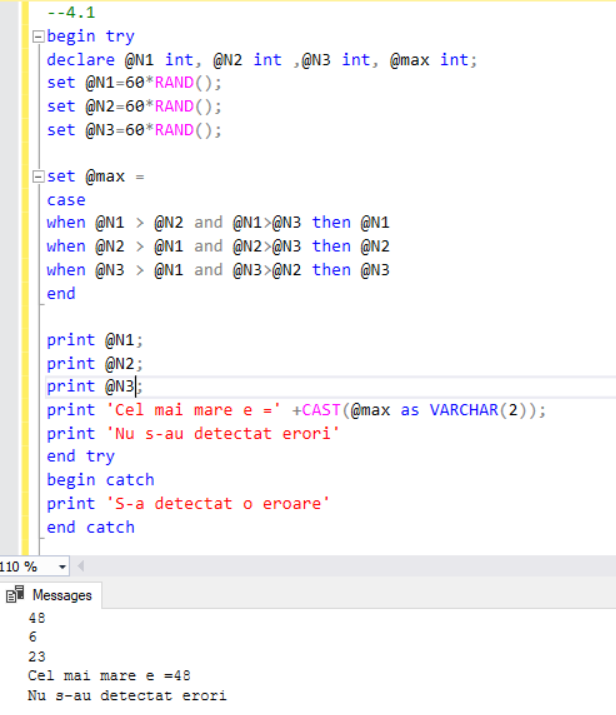 --4.1
begin try
declare @N1 int, @N2 int ,@N3 int, @max int;
set @N1=60*RAND();
set @N2=60*RAND();
set @N3=60*RAND();
set @max =
case
when @N1 > @N2 and @N1>@N3 then @N1
when @N2 > @N1 and @N2>@N3 then @N2
when @N3 > @N1 and @N3>@N2 then @N3
end
print @N1;
print @N2;
print @N3;
print 'Cel mai mare e =' +CAST(@max as VARCHAR(2));
print 'Nu s-au detectat erori'
end try
begin catch
print 'S-a detectat o eroare'
end catch
110 %
Messages
48
6
23
Cel mai mare e =48
Nu s-au detectat erori